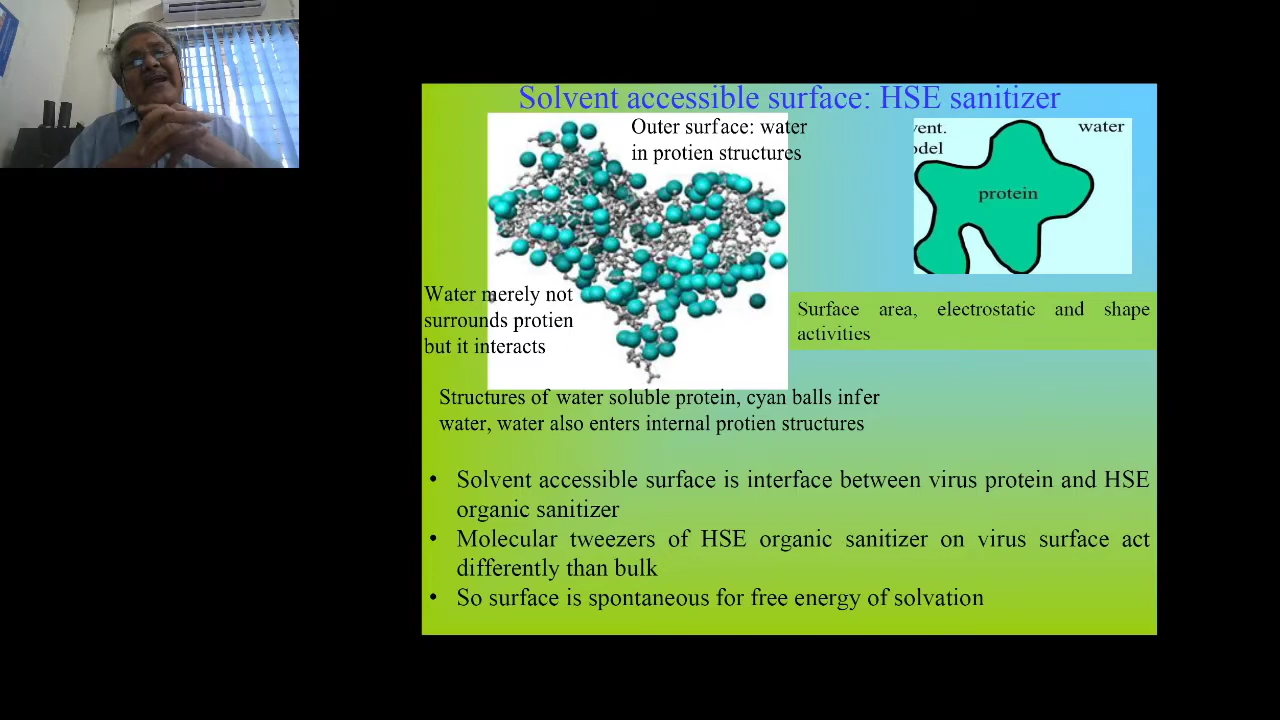 Solvent accessible surface: HSE sanitizer
Outer surface: water
in protien structures
vent.
odel
water
protein
Water merely not
surrounds protien
but it interacts
Surface area, electrostatic and shape
activities
Structures of water soluble protein, cyan balls infer
water, water also enters internal protien structures
• Solvent accessible surface is interface between virus protein and HSE
organic sanitizer
• Molecular tweezers of HSE organic sanitizer on virus surface act
differently than bulk
• So surface is spontaneous for free energy of solvation